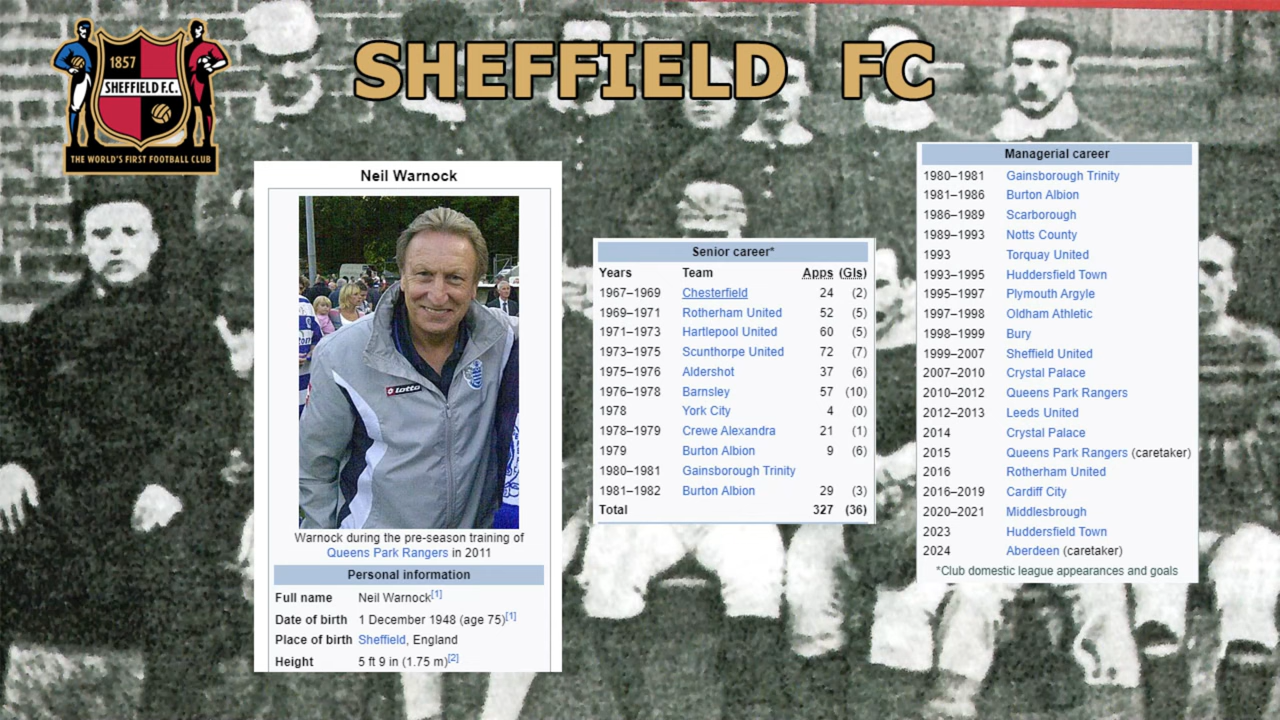 SHEFFIELD FC
1857
SHEFFIELD F.C.
THE WORLD'S FIRST FOOTBALL CLUB
Neil Warnock
lotto
Warnock during the pre-season training of
Queens Park Rangers in 2011
Personal information
Full name Neil Warnock[1]
Date of birth 1 December 1948 (age 75)[1]
Place of birth Sheffield, England
Height 5 ft 9 in (1.75 m)[2]
Senior career*
Years Team Apps (Gls)
1967–1969 Chesterfield 24 (2)
1969–1971 Rotherham United 52 (5)
1971–1973 Hartlepool United 60 (5)
1973–1975 Scunthorpe United 72 (7)
1975–1976 Aldershot 37 (6)
1976–1978 Barnsley 57 (10)
1978 York City 4 (0)
1978–1979 Crewe Alexandra 21 (1)
1979 Burton Albion 9 (6)
1980–1981 Gainsborough Trinity
1981–1982 Burton Albion 29 (3)
Total 327 (36)
Managerial career
1980–1981 Gainsborough Trinity
1981–1986 Burton Albion
1986–1989 Scarborough
1989–1993 Notts County
1993 Torquay United
1993–1995 Huddersfield Town
1995–1997 Plymouth Argyle
1997–1998 Oldham Athletic
1998–1999 Bury
1999–2007 Sheffield United
2007–2010 Crystal Palace
2010–2012 Queens Park Rangers
2012–2013 Leeds United
2014 Crystal Palace
2015 Queens Park Rangers (caretaker)
2016 Rotherham United
2016–2019 Cardiff City
2020–2021 Middlesbrough
2023 Huddersfield Town
2024 Aberdeen (caretaker)
*Club domestic league appearances and goals